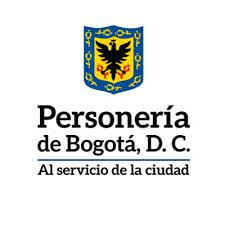 Personería
de Bogotá, D. C.
Al servicio de la ciudad